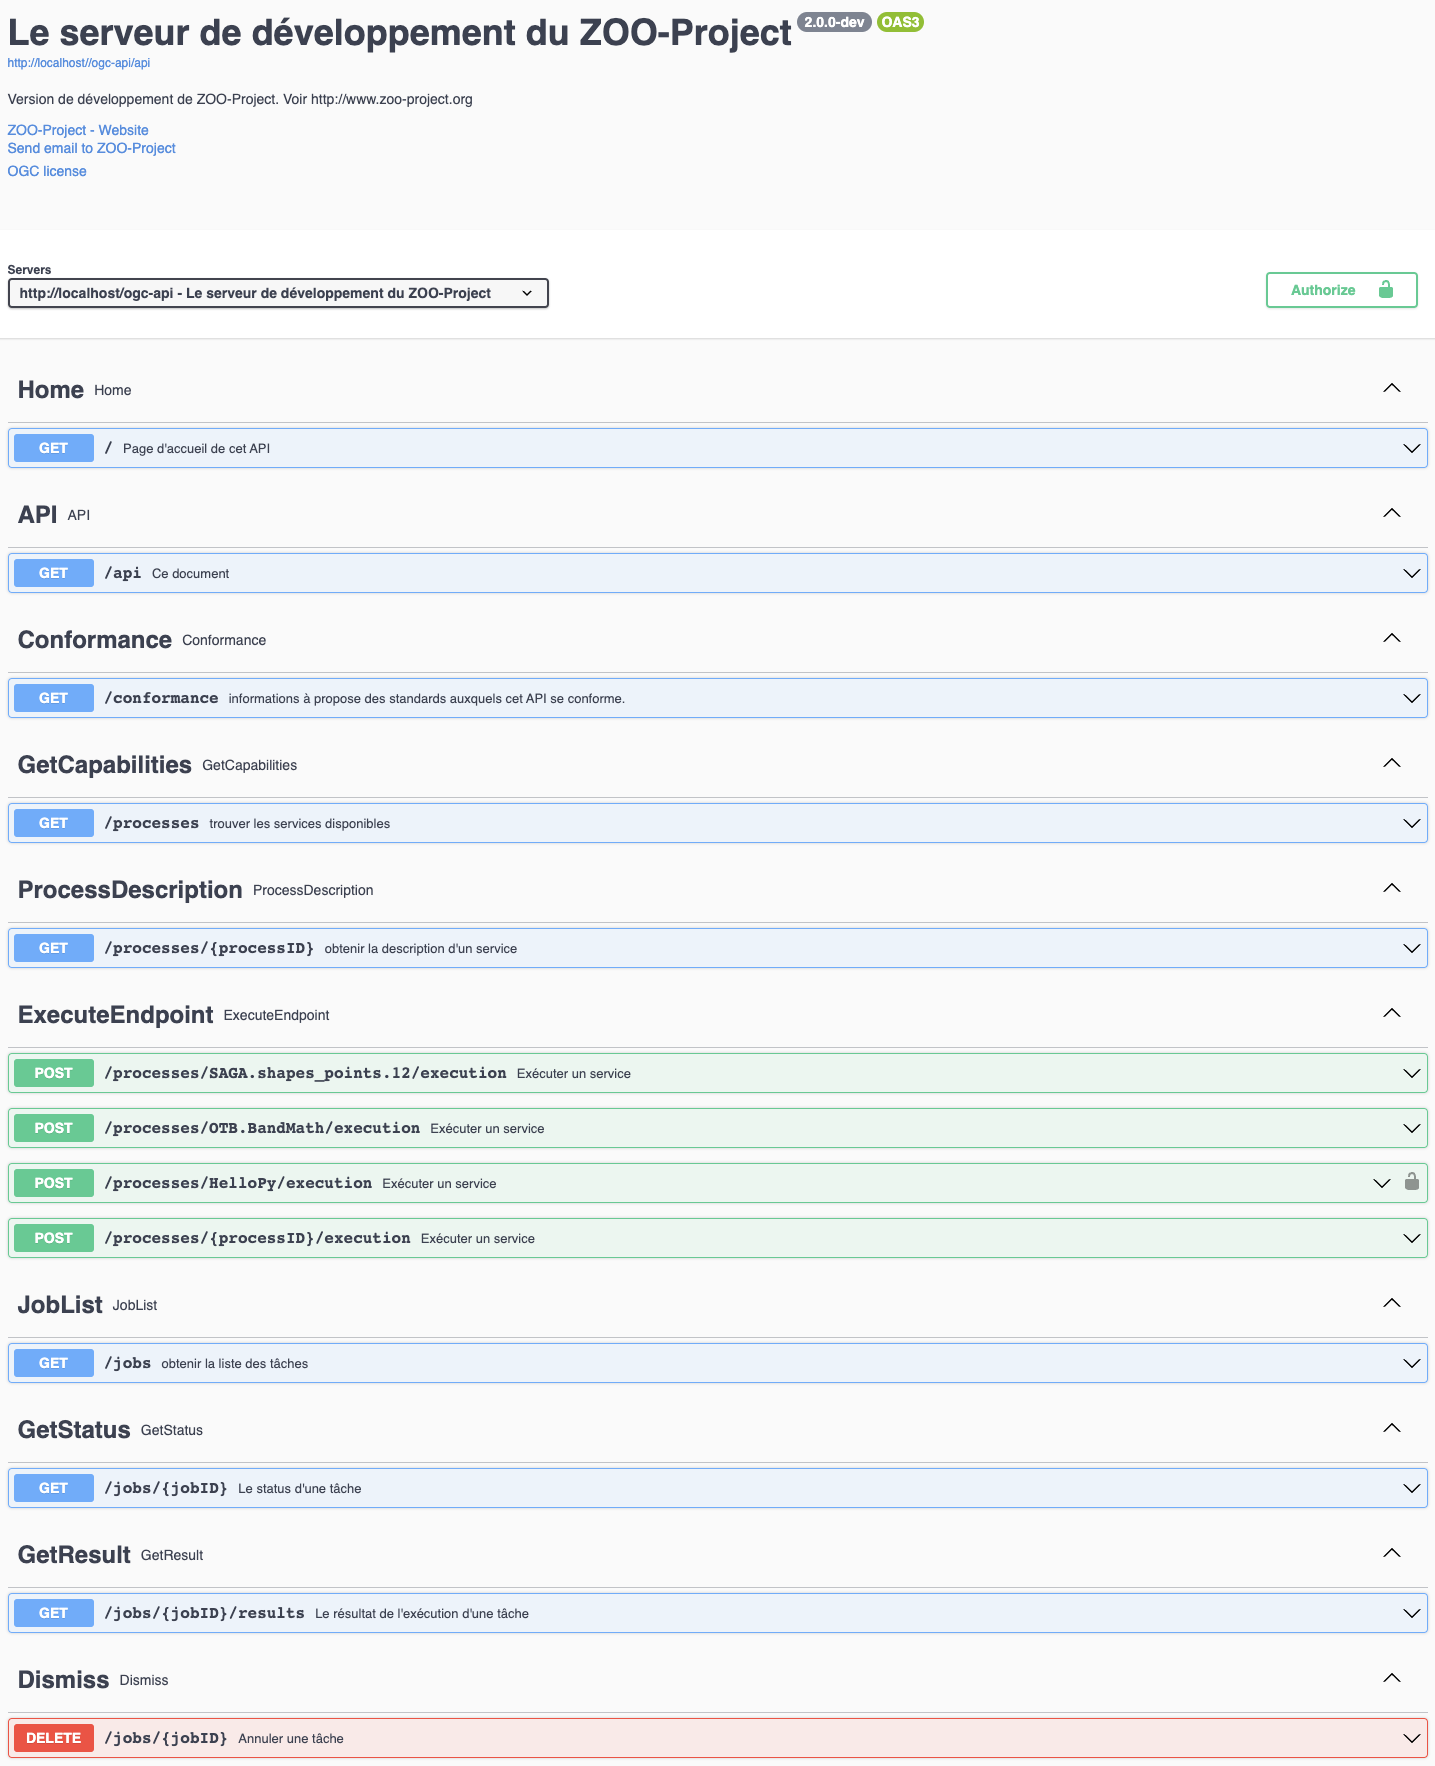 Le serveur de développement du ZOO-Project 2.0.0-dev OAS3
http://localhost//ogc-api/api
Version de développement de ZOO-Project. Voir http://www.zoo-project.org
ZOO-Project - Website
Send email to ZOO-Project
OGC license
Servers
http://localhost/ogc-api - Le serveur de développement du ZOO-Project
Authorize
Home Home
GET / Page d'accueil de cet API
API API
GET /api Ce document
Conformance Conformance
GET /conformance informations à propose des standards auxquels cet API se conforme.
GetCapabilities GetCapabilities
GET /processes trouver les services disponibles
ProcessDescription ProcessDescription
GET /processes/{processID} obtenir la description d'un service
ExecuteEndpoint ExecuteEndpoint
POST /processes/SAGA.shapes_points.12/execution Exécuter un service
POST /processes/OTB.BandMath/execution Exécuter un service
POST /processes/HelloPy/execution Exécuter un service
POST /processes/{processID}/execution Exécuter un service
JobList JobList
GET /jobs obtenir la liste des tâches
GetStatus GetStatus
GET /jobs/{jobID} Le status d'une tâche
GetResult GetResult
GET /jobs/{jobID}/results Le résultat de l'exécution d'une tâche
Dismiss Dismiss
DELETE /jobs/{jobID} Annuler une tâche